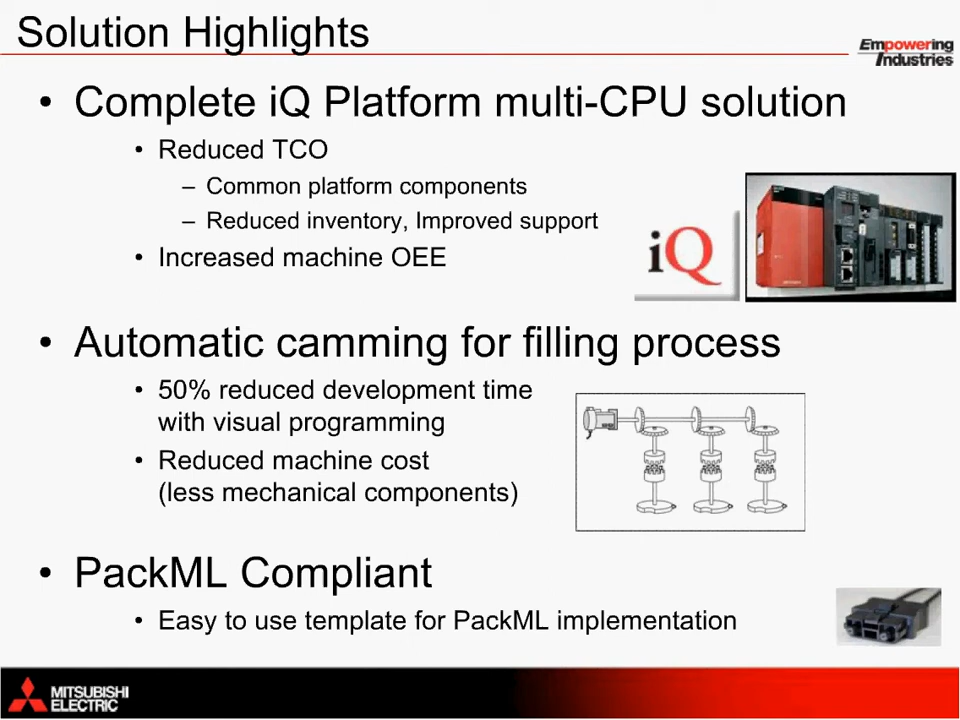 Solution Highlights
Empowering
Industries
• Complete iQ Platform multi-CPU solution
• Reduced TCO
– Common platform components
– Reduced inventory, Improved support
• Increased machine OEE
iQ
• Automatic camming for filling process
• 50% reduced development time
with visual programming
• Reduced machine cost
(less mechanical components)
• PackML Compliant
• Easy to use template for PackML implementation
MITSUBISHI
ELECTRIC